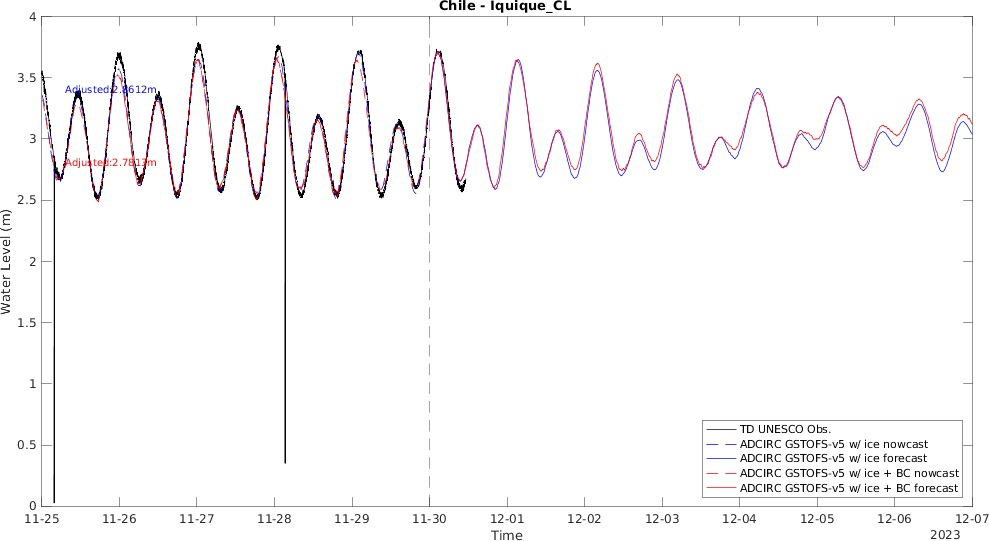 Chile - Iquique_CL
Water Level (m)
4
3.5
3
2.5
2
1.5
1
0.5
0
Adjusted:2.8612m
Adjusted:2.7813m
TD UNESCO Obs.
ADCIRC GSTOFS-v5 w/ ice nowcast
ADCIRC GSTOFS-v5 w/ ice forecast
ADCIRC GSTOFS-v5 w/ ice + BC nowcast
ADCIRC GSTOFS-v5 w/ ice + BC forecast
11-25 11-26 11-27 11-28 11-29 11-30 12-01 12-02 12-03 12-04 12-05 12-06 12-07
Time
2023